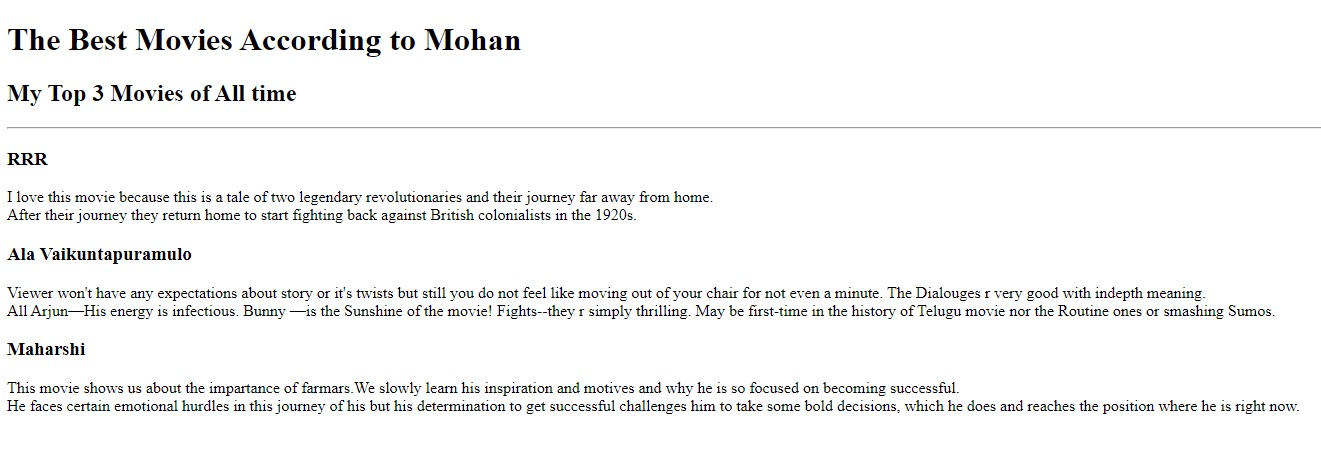 The Best Movies According to Mohan
My Top 3 Movies of All time
RRR
I love this movie because this is a tale of two legendary revolutionaries and their journey far away from home.
After their journey they return home to start fighting back against British colonialists in the 1920s.
Ala Vaikuntapuramulo
Viewer won't have any expectations about story or it's twists but still you do not feel like moving out of your chair for not even a minute. The Dialouges r very good with indepth meaning.
All Arjun—His energy is infectious. Bunny —is the Sunshine of the movie! Fights--they r simply thrilling. May be first-time in the history of Telugu movie nor the Routine ones or smashing Sumos.
Maharshi
This movie shows us about the impartance of farmars.We slowly learn his inspiration and motives and why he is so focused on becoming successful.
He faces certain emotional hurdles in this journey of his but his determination to get successful challenges him to take some bold decisions, which he does and reaches the position where he is right now.